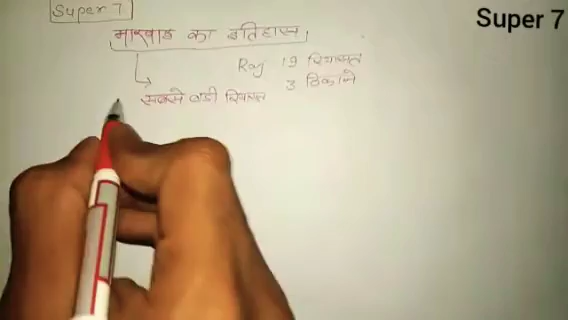 Super 7
Super 7
मारवाड का इतिहास
Raj 19 रियासत
3 ठिकाने
सबसे बडी रियासत